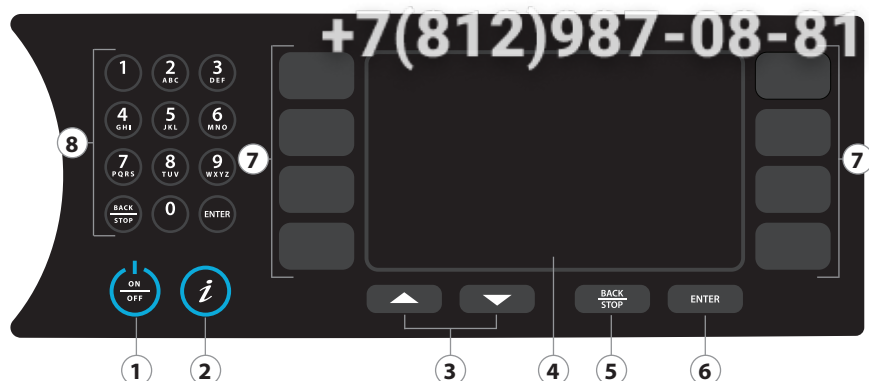 +7(812)987-08-81
1 2 ABC 3 DEF
4 GHI 5 JKL 6 MNO
8 7 7
7 PQRS 8 TUV 9 WXYZ
BACK STOP 0 ENTER
ON OFF i
BACK STOP ENTER
1 2 3 4 5 6